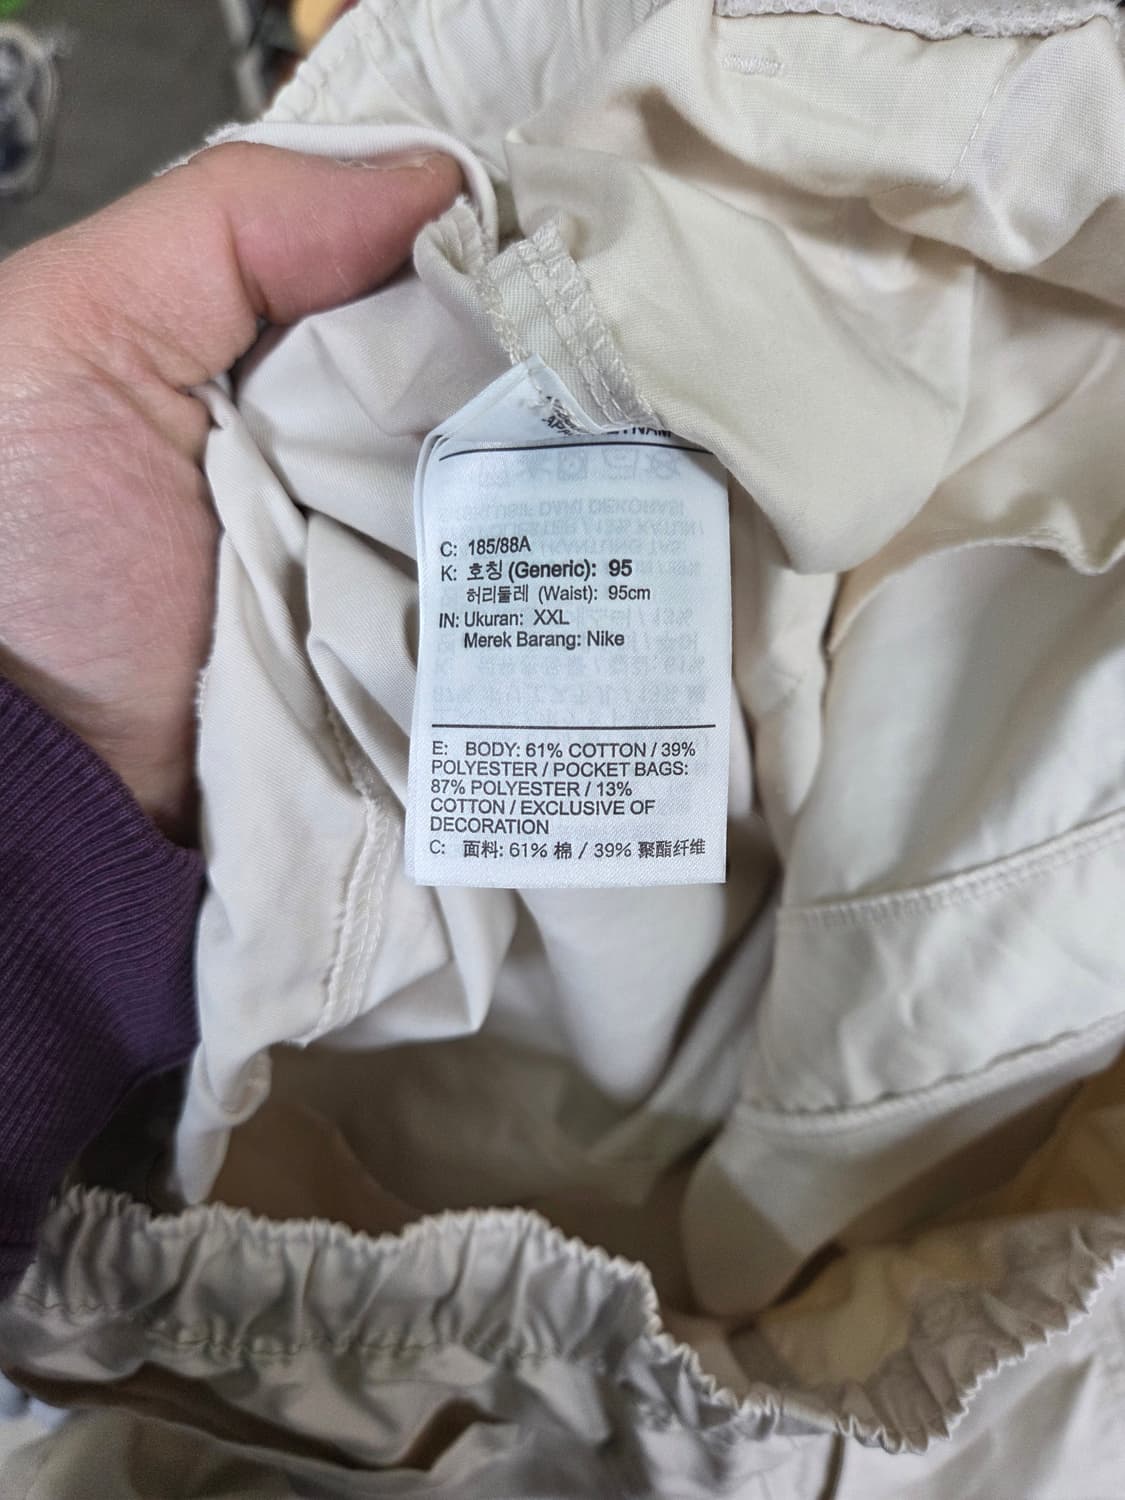 C: 185/88A
K: 호칭 (Generic): 95
허리둘레 (Waist): 95cm
IN: Ukuran: XXL
Merek Barang: Nike
E: BODY: 61% COTTON / 39%
POLYESTER / POCKET BAGS:
87% POLYESTER / 13%
COTTON / EXCLUSIVE OF
DECORATION
C: 面料: 61% 棉 / 39% 聚酯纤维